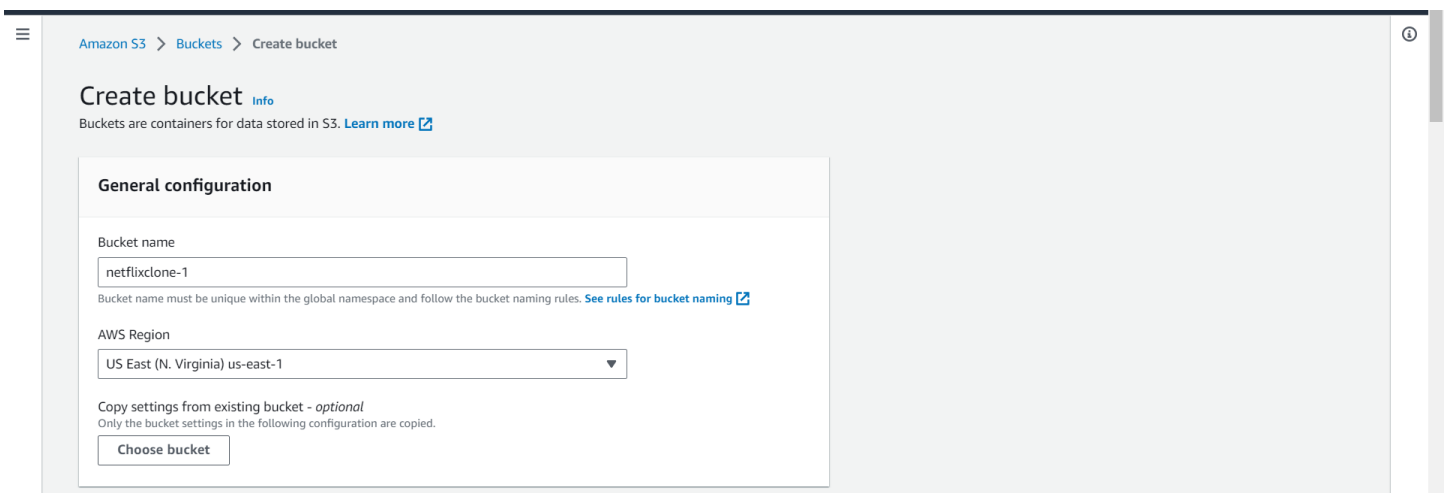 Amazon S3 > Buckets > Create bucket
Create bucket Info
Buckets are containers for data stored in S3. Learn more
General configuration
Bucket name
netflixclone-1
Bucket name must be unique within the global namespace and follow the bucket naming rules. See rules for bucket naming
AWS Region
US East (N. Virginia) us-east-1
Copy settings from existing bucket - optional
Only the bucket settings in the following configuration are copied.
Choose bucket